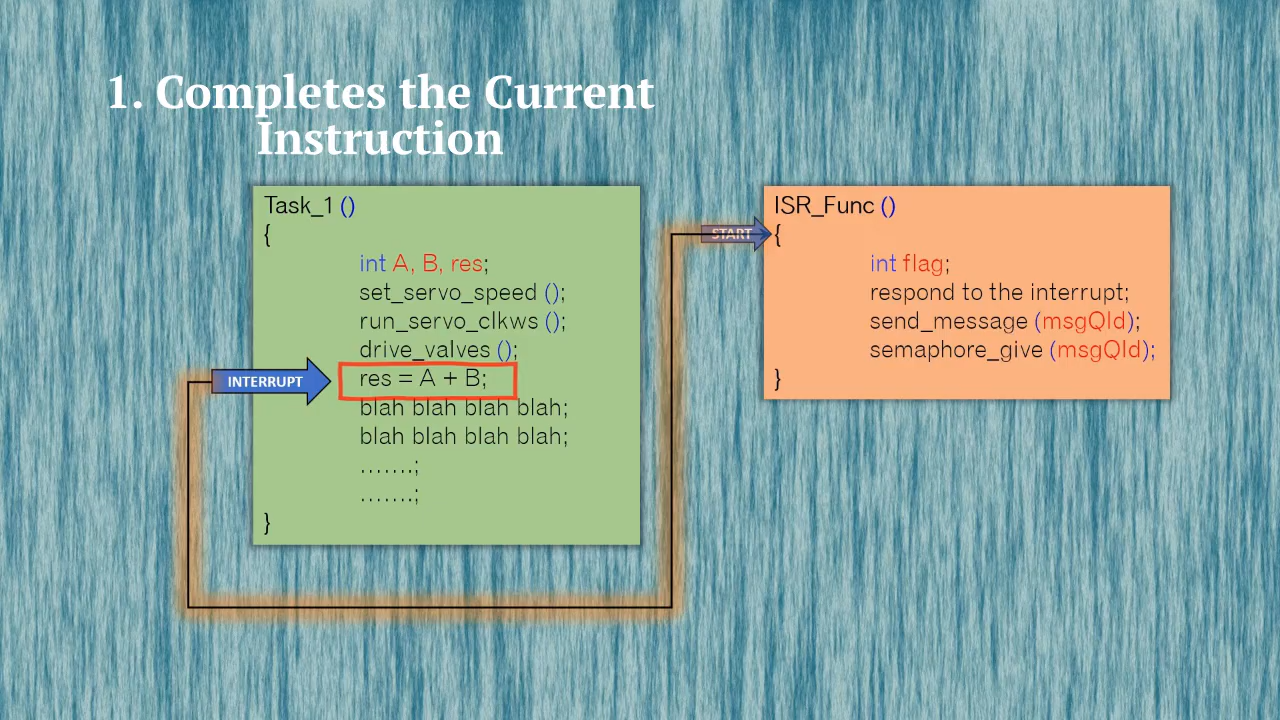 1. Completes the Current
Instruction
Task_1 ()
{
int A, B, res;
set_servo_speed ();
run_servo_clkws ();
drive_valves ();
INTERRUPT
res = A + B;
blah blah blah blah;
blah blah blah blah;
.......;
.......;
}
START
ISR_Func ()
{
int flag;
respond to the interrupt;
send_message (msgQId);
semaphore_give (msgQId);
}